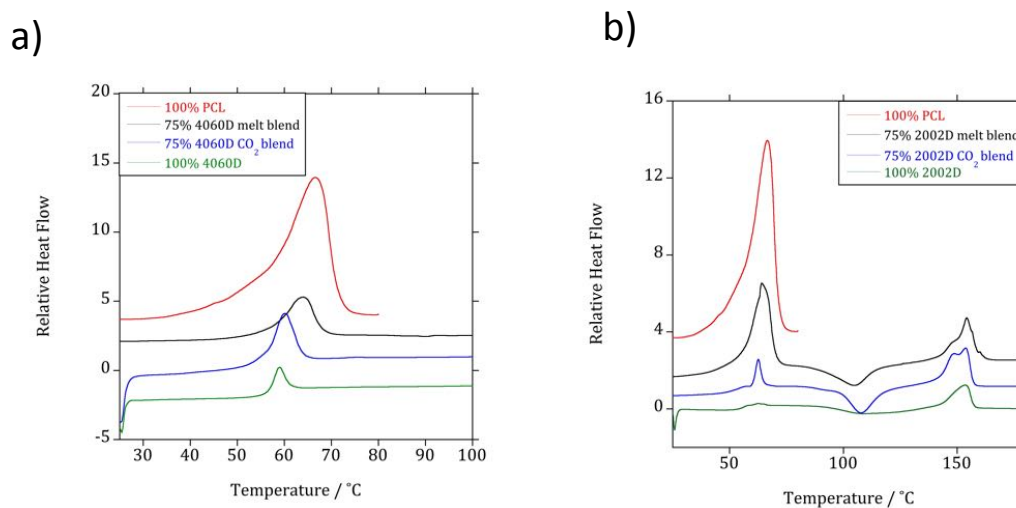 a)
20
15
10
5
0
-5
Relative Heat Flow
100% PCL
75% 4060D melt blend
75% 4060D CO₂ blend
100% 4060D
30 40 50 60 70 80 90 100
Temperature / ˚C
b)
16
12
8
4
0
Relative Heat Flow
100% PCL
75% 2002D melt blend
75% 2002D CO₂ blend
100% 2002D
50 100 150
Temperature / ˚C